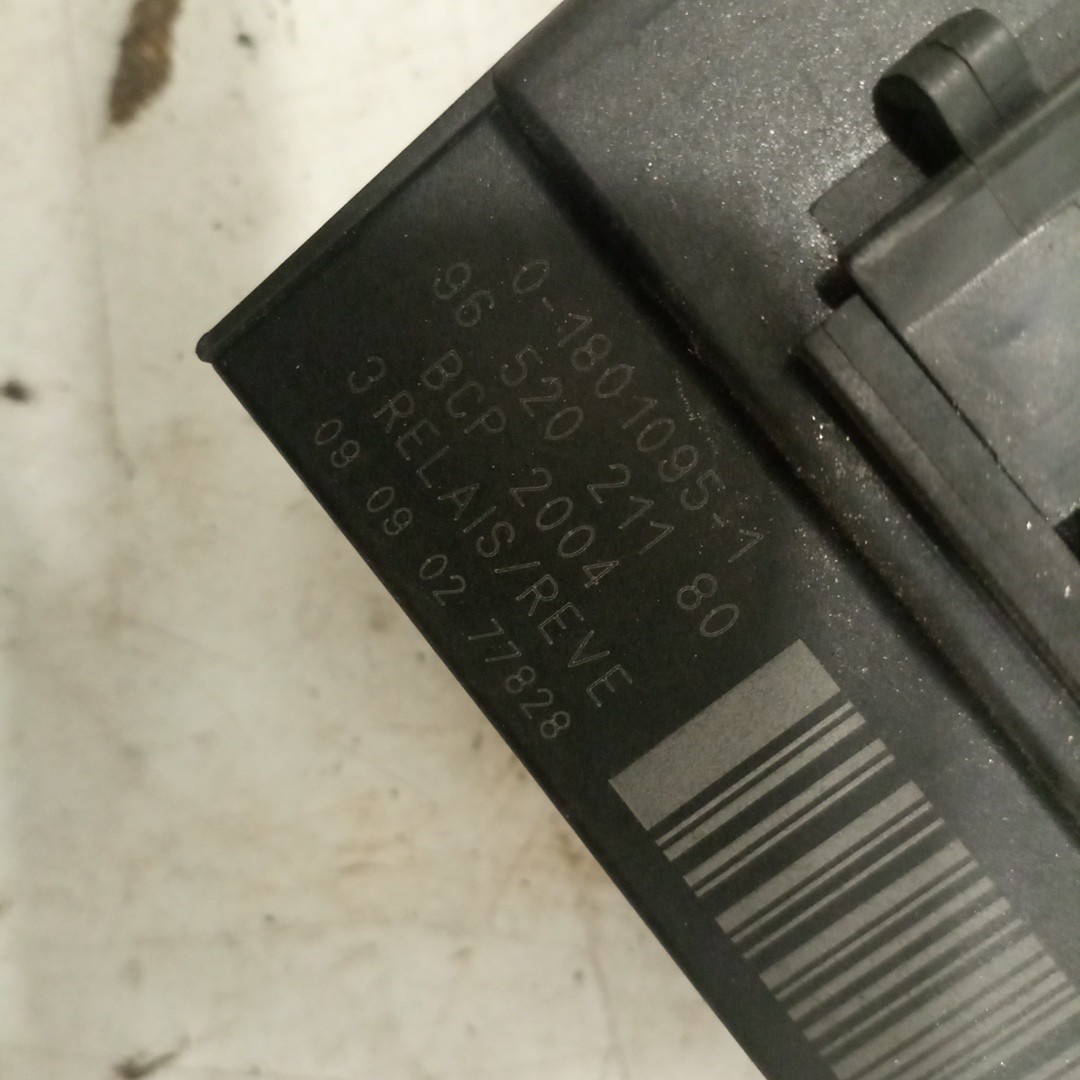 0-1801095-1
96 520 211 80
BCP 2004
3 RELAIS/REVE
09 09 02 77828